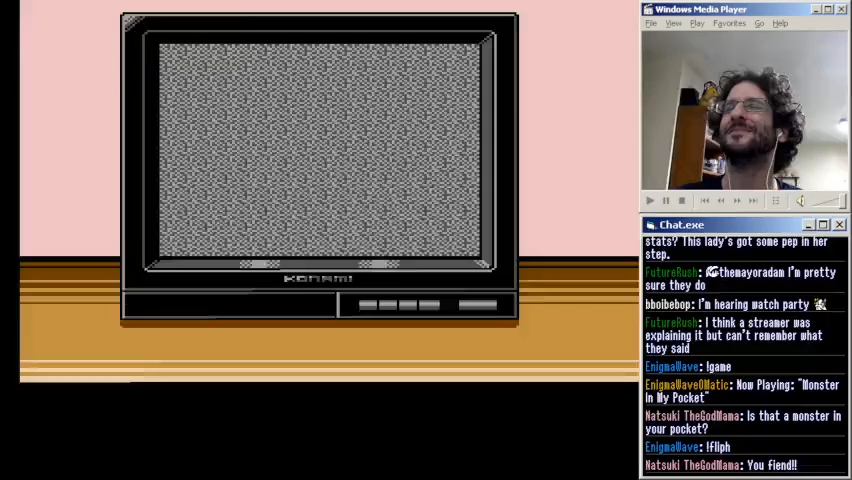 KONAMI
Windows Media Player
File View Play Favorites Go Help
Chat.exe
stats? This lady's got some pep in her
step.
FutureRush: @themayoradam I'm pretty
sure they do
bboibebop: I'm hearing watch party
FutureRush: I think a streamer was
explaining it but can't remember what
they said
EnigmaWave: !game
EnigmaWaveOMatic: Now Playing: "Monster
In My Pocket"
Natsuki TheGodMama: Is that a monster in
your pocket?
EnigmaWave: !fliph
Natsuki TheGodMama: You fiend!!